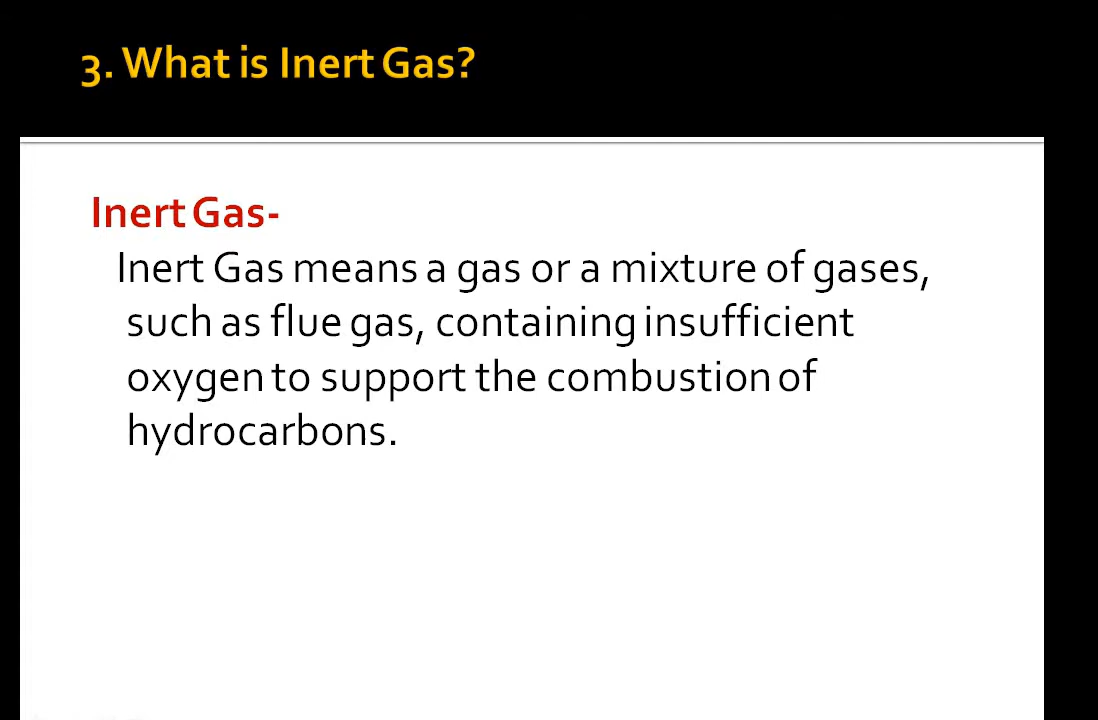 3. What is Inert Gas?
Inert Gas-
Inert Gas means a gas or a mixture of gases,
such as flue gas, containing insufficient
oxygen to support the combustion of
hydrocarbons.